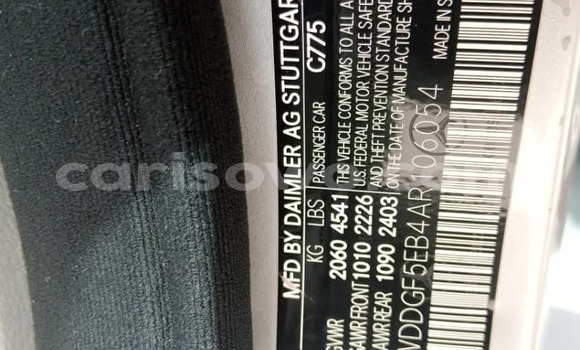 MFD BY DAIMLER AG STUTTGAR
KG LBS PASSENGER CAR C775
GVWR 2060 4541 THIS VEHICLE CONFORMS TO ALL A
GAWR FRONT 1010 2226 U.S. FEDERAL MOTOR VEHICLE SAFE
GAWR REAR 1090 2403 AND THEFT PREVENTION STANDARD
ON THE DATE OF MANUFACTURE SH
WDDGF5EB4AR106054 MADE IN
carisow